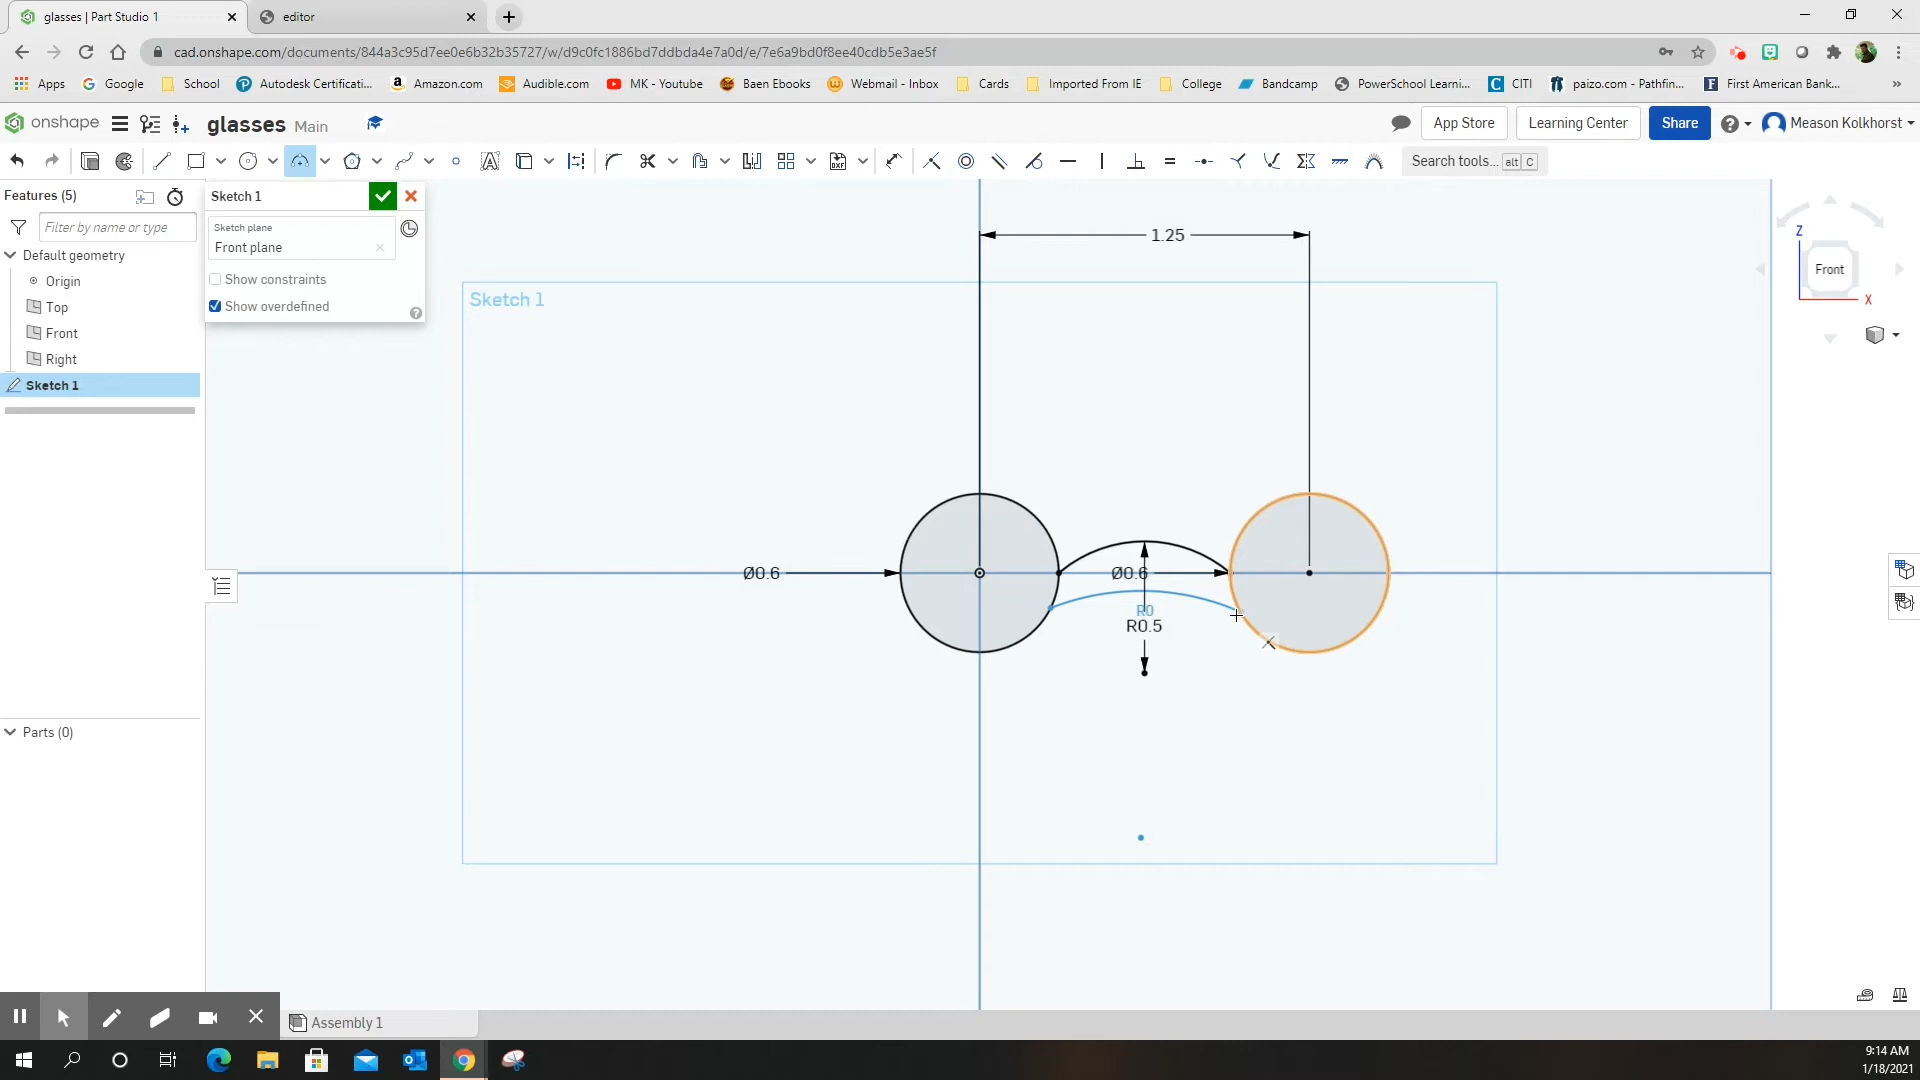 glasses | Part Studio 1
editor
cad.onshape.com/documents/844a3c95d7ee0e6b32b35727/w/d9c0fc1886bd7ddbda4e7a0d/e/7e6a9bd0f8ee40cdb5e3ae5f
Apps
Google
School
Autodesk Certificati...
Amazon.com
Audible.com
MK - Youtube
Baen Ebooks
Webmail - Inbox
Cards
Imported From IE
College
Bandcamp
PowerSchool Learni...
CITI
paizo.com - Pathfin...
First American Bank...
»
onshape
glasses Main
App Store
Learning Center
Share
Meason Kolkhorst
Search tools... alt C
Features (5)
Filter by name or type
Default geometry
Origin
Top
Front
Right
Sketch 1
Parts (0)
Sketch 1
Sketch plane
Front plane
Show constraints
Show overdefined
Sketch 1
1.25
Ø0.6
Ø0.6
R0
R0.5
Z
Front
X
Assembly 1
9:14 AM
1/18/2021